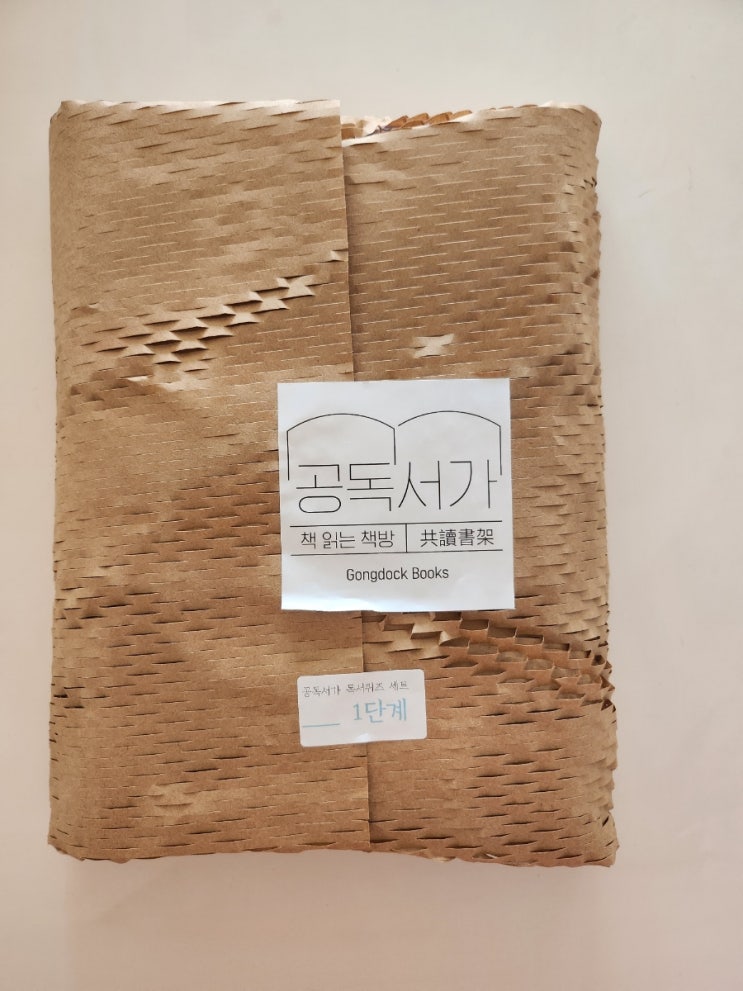 공독서가
책 읽는 책방 | 共讀書架
Gongdock Books
공독서가 독서퀴즈 세트
1단계